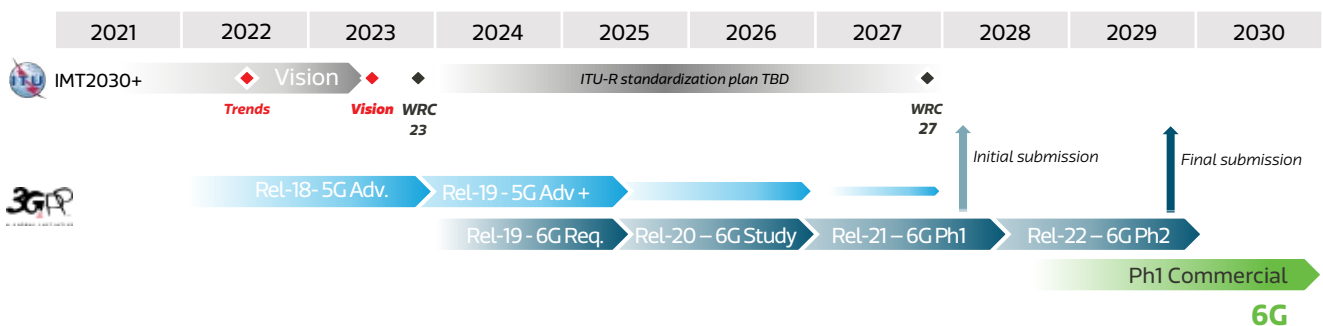 2021 2022 2023 2024 2025 2026 2027 2028 2029 2030
ITU IMT2030+ Vision ITU-R standardization plan TBD
Trends Vision WRC 23 WRC 27
Initial submission Final submission
3GPP Rel-18- 5G Adv. Rel-19 - 5G Adv +
Rel-19 - 6G Req. Rel-20 – 6G Study Rel-21 – 6G Ph1 Rel-22 – 6G Ph2
Ph1 Commercial
6G